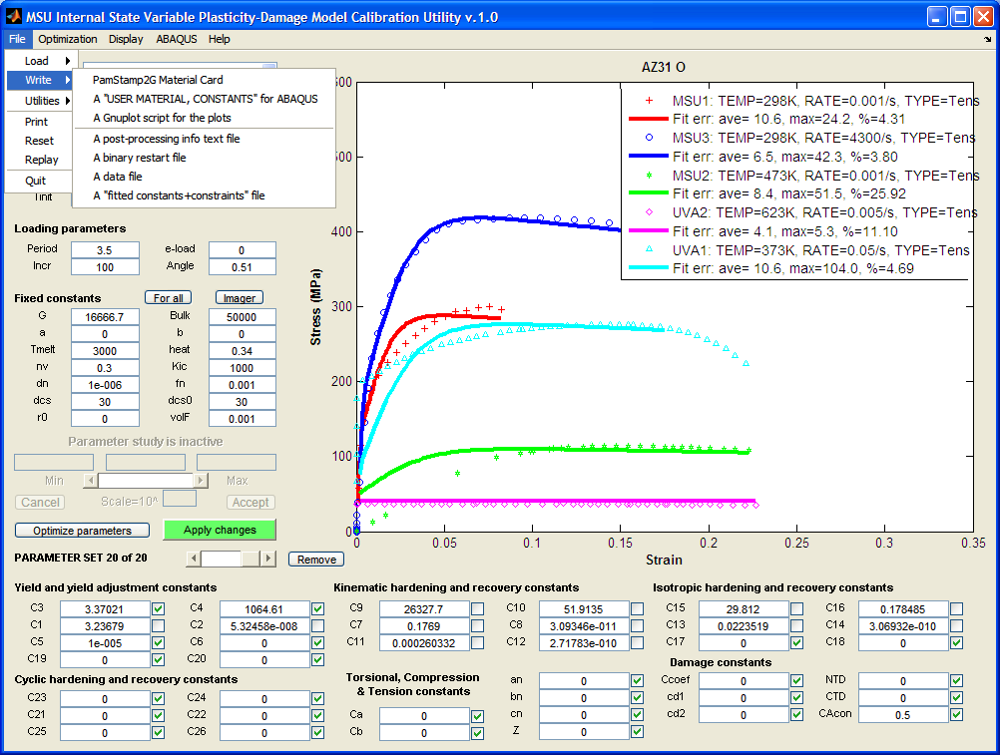 MSU Internal State Variable Plasticity-Damage Model Calibration Utility v.1.0
File Optimization Display ABAQUS Help
Load
Write
Utilities
Print
Reset
Replay
Quit
PamStamp2G Material Card
A "USER MATERIAL, CONSTANTS" for ABAQUS
A Gnuplot script for the plots
A post-processing info text file
A binary restart file
A data file
A "fitted constants+constraints" file
Tinit
Loading parameters
Period 3.5 e-load 0
Incr 100 Angle 0.51
Fixed constants For all Imager
G 16666.7 Bulk 50000
a 0 b 0
Tmelt 3000 heat 0.34
nv 0.3 Kic 1000
dn 1e-006 fn 0.001
dcs 30 dcs0 30
r0 0 volF 0.001
Parameter study is inactive
Min Max
Cancel Scale=10^ Accept
Optimize parameters Apply changes
PARAMETER SET 20 of 20 Remove
AZ31 O
MSU1: TEMP=298K, RATE=0.001/s, TYPE=Tens
Fit err: ave= 10.6, max=24.2, %=4.31
MSU3: TEMP=298K, RATE=4300/s, TYPE=Tens
Fit err: ave= 6.5, max=42.3, %=3.80
MSU2: TEMP=473K, RATE=0.001/s, TYPE=Tens
Fit err: ave= 8.4, max=51.5, %=25.92
UVA2: TEMP=623K, RATE=0.005/s, TYPE=Tens
Fit err: ave= 4.1, max=5.3, %=11.10
UVA1: TEMP=373K, RATE=0.05/s, TYPE=Tens
Fit err: ave= 10.6, max=104.0, %=4.69
Stress (MPa)
600
500
400
300
200
100
0
0 0.05 0.1 0.15 0.2 0.25 0.3 0.35
Strain
Yield and yield adjustment constants
C3 3.37021 C4 1064.61
C1 3.23679 C2 5.32458e-008
C5 1e-005 C6 0
C19 0 C20 0
Cyclic hardening and recovery constants
C23 0 C24 0
C21 0 C22 0
C25 0 C26 0
Kinematic hardening and recovery constants
C9 26327.7 C10 51.9135
C7 0.1769 C8 3.09346e-011
C11 0.000260332 C12 2.71783e-010
Torsional, Compression
& Tension constants
Ca 0
Cb 0
an 0
bn 0
cn 0
Z 0
Isotropic hardening and recovery constants
C15 29.812 C16 0.178485
C13 0.0223519 C14 3.06932e-010
C17 0 C18 0
Damage constants
Ccoef 0 NTD 0
cd1 0 CTD 0
cd2 0 CAcon 0.5